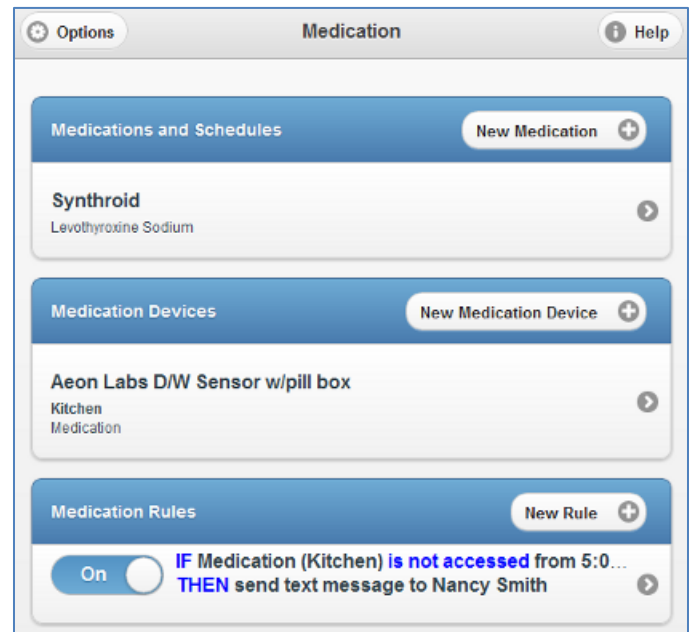 Options
Medication
Help
Medications and Schedules
New Medication
Synthroid
Levothyroxine Sodium
Medication Devices
New Medication Device
Aeon Labs D/W Sensor w/pill box
Kitchen
Medication
Medication Rules
New Rule
On
IF Medication (Kitchen) is not accessed from 5:0...
THEN send text message to Nancy Smith